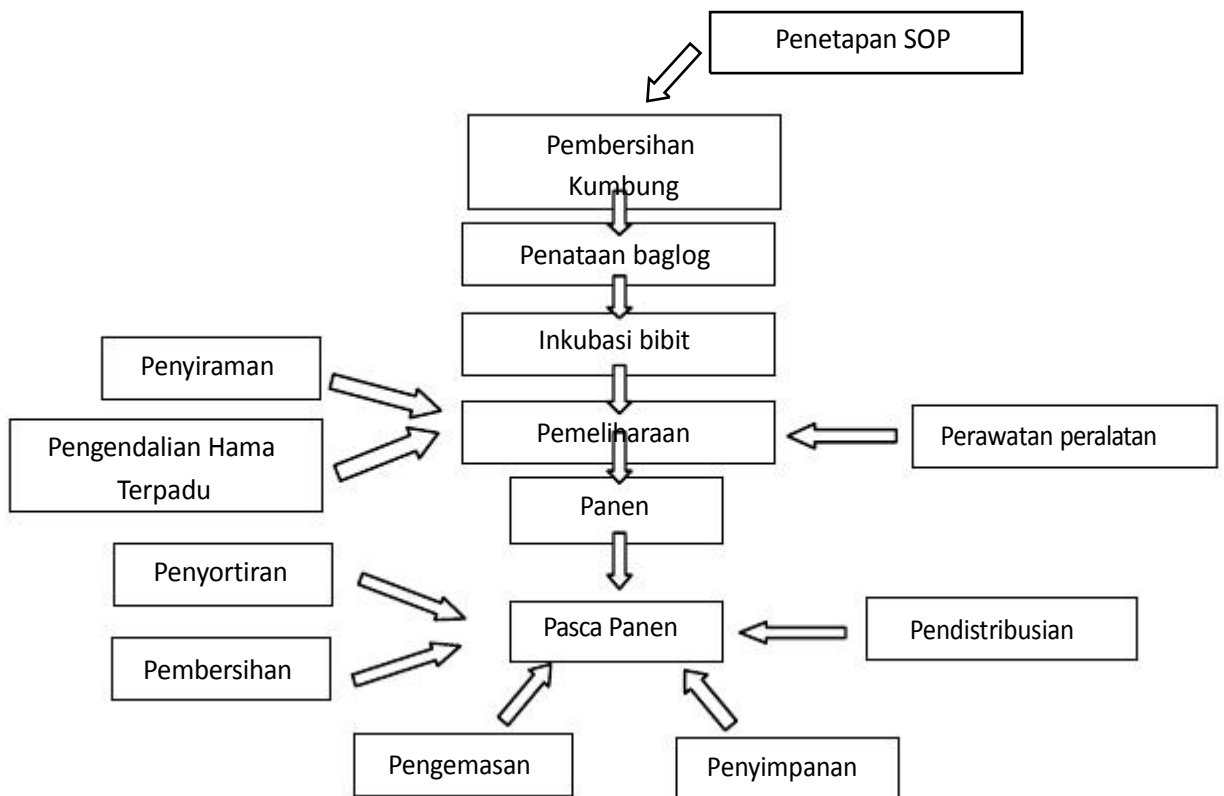 Penetapan SOP
Pembersihan
Kumbung
Penataan baglog
Inkubasi bibit
Penyiraman
Pemeliharaan
Perawatan peralatan
Pengendalian Hama
Terpadu
Panen
Penyortiran
Pasca Panen
Pendistribusian
Pembersihan
Pengemasan
Penyimpanan